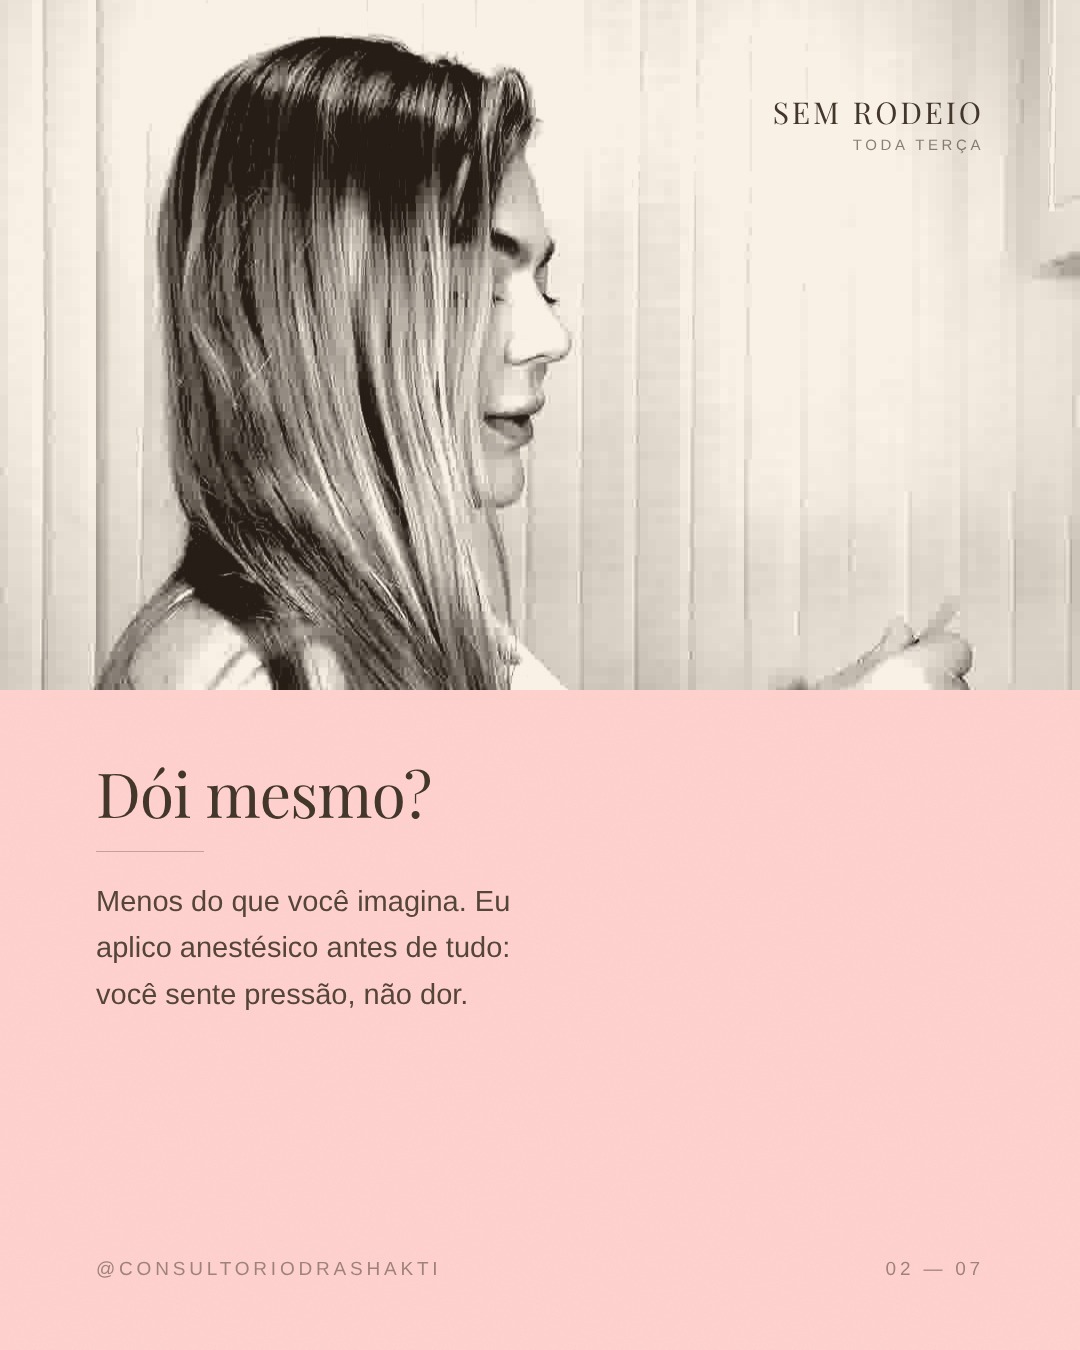 SEM RODEIO
TODA TERÇA
Dói mesmo?
Menos do que você imagina. Eu
aplico anestésico antes de tudo:
você sente pressão, não dor.
@CONSULTORIODRASHAKTI
02 — 07